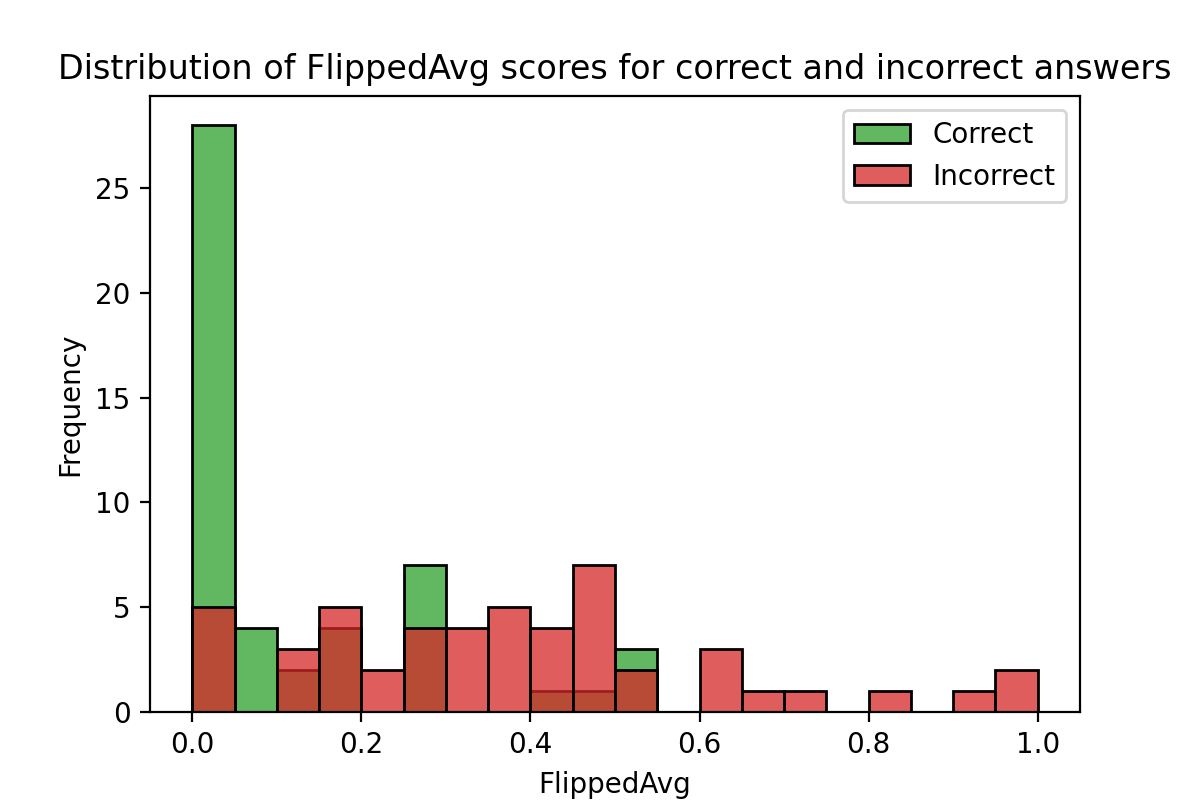 Distribution of FlippedAvg scores for correct and incorrect answers
Correct
Incorrect
25
20
15
10
5
0
Frequency
0.0 0.2 0.4 0.6 0.8 1.0
FlippedAvg